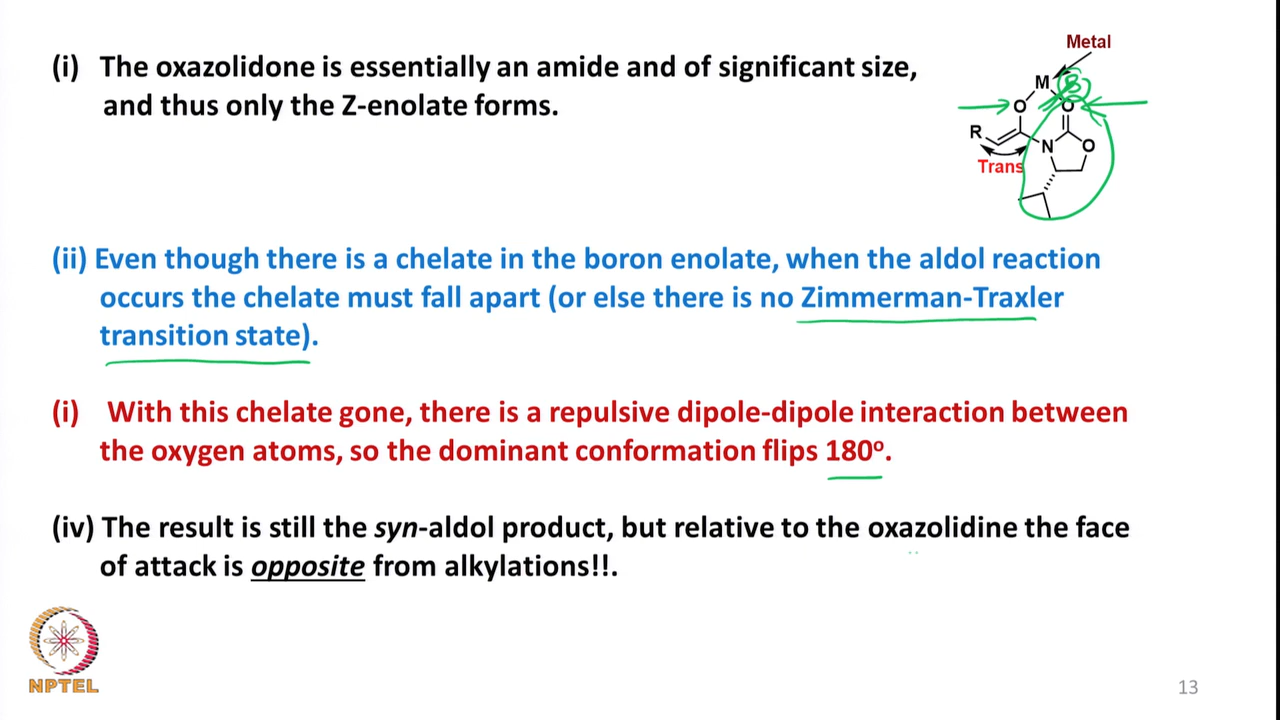 (i) The oxazolidone is essentially an amide and of significant size,
and thus only the Z-enolate forms.
Metal
M
B
O
O
R
N
O
Trans
(ii) Even though there is a chelate in the boron enolate, when the aldol reaction
occurs the chelate must fall apart (or else there is no Zimmerman-Traxler
transition state).
(i) With this chelate gone, there is a repulsive dipole-dipole interaction between
the oxygen atoms, so the dominant conformation flips 180º.
(iv) The result is still the syn-aldol product, but relative to the oxazolidine the face
of attack is opposite from alkylations!!.
NPTEL
13